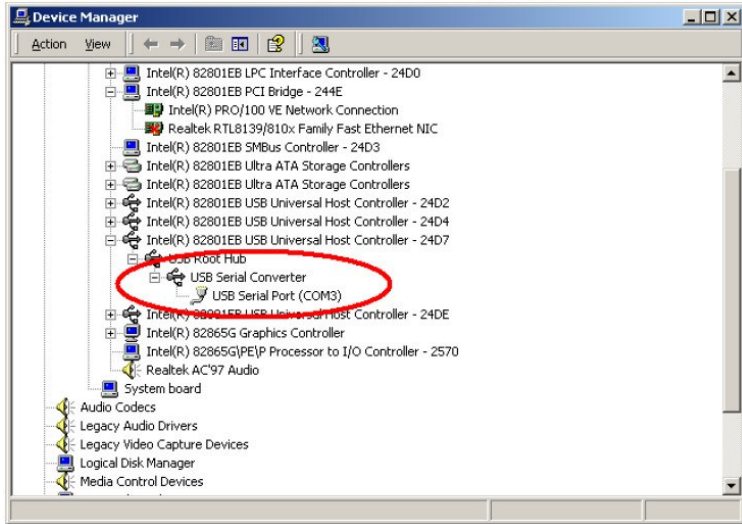 Device Manager
Action View
Intel(R) 82801EB LPC Interface Controller - 24D0
Intel(R) 82801EB PCI Bridge - 244E
Intel(R) PRO/100 VE Network Connection
Realtek RTL8139/810x Family Fast Ethernet NIC
Intel(R) 82801EB SMBus Controller - 24D3
Intel(R) 82801EB Ultra ATA Storage Controllers
Intel(R) 82801EB Ultra ATA Storage Controllers
Intel(R) 82801EB USB Universal Host Controller - 24D2
Intel(R) 82801EB USB Universal Host Controller - 24D4
Intel(R) 82801EB USB Universal Host Controller - 24D7
USB Root Hub
USB Serial Converter
USB Serial Port (COM3)
Intel(R) 82801EB USB Universal Host Controller - 24DE
Intel(R) 82865G Graphics Controller
Intel(R) 82865G\PE\P Processor to I/O Controller - 2570
Realtek AC'97 Audio
System board
Audio Codecs
Legacy Audio Drivers
Legacy Video Capture Devices
Logical Disk Manager
Media Control Devices